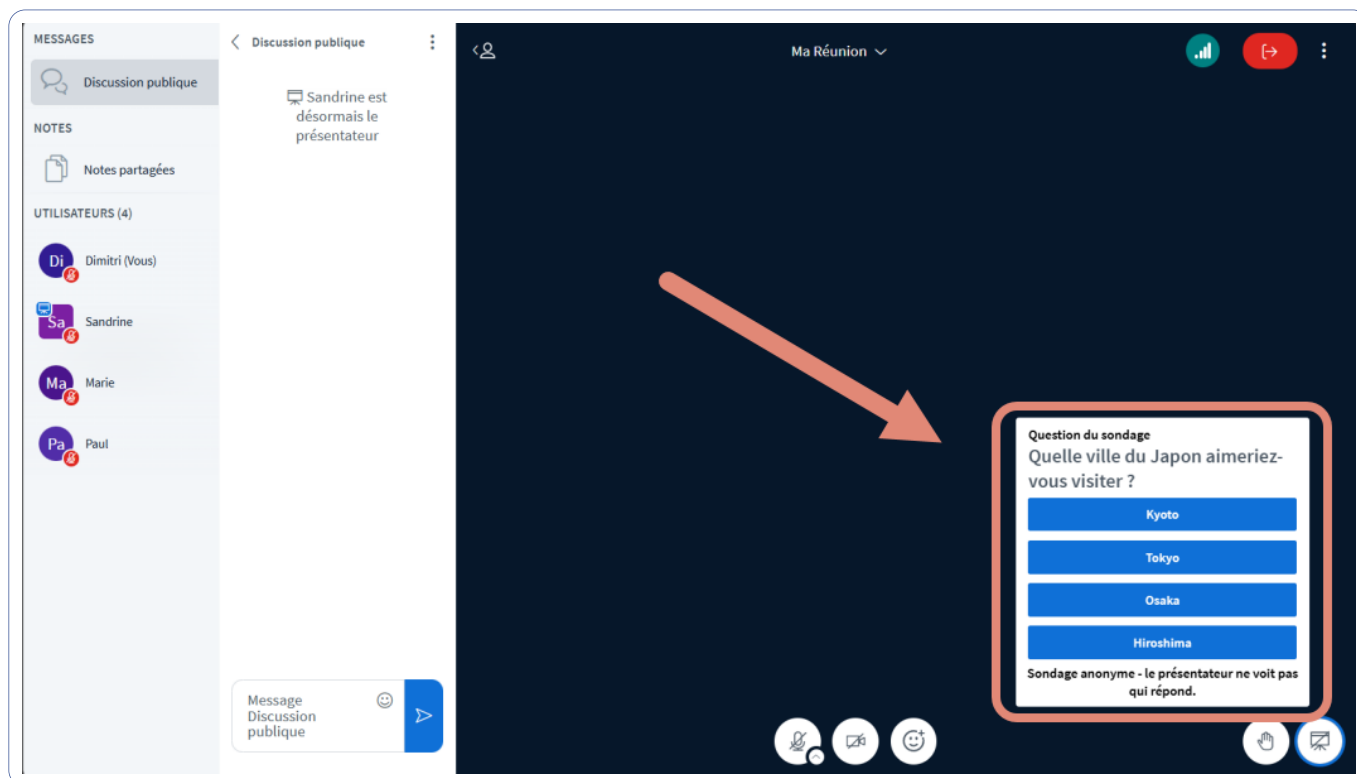 MESSAGES
Discussion publique
NOTES
Notes partagées
UTILISATEURS (4)
Di
Dimitri (Vous)
Sa
Sandrine
Ma
Marie
Pa
Paul
Discussion publique
Sandrine est
désormais le
présentateur
Message
Discussion
publique
Ma Réunion
Question du sondage
Quelle ville du Japon aimeriez-
vous visiter ?
Kyoto
Tokyo
Osaka
Hiroshima
Sondage anonyme - le présentateur ne voit pas
qui répond.